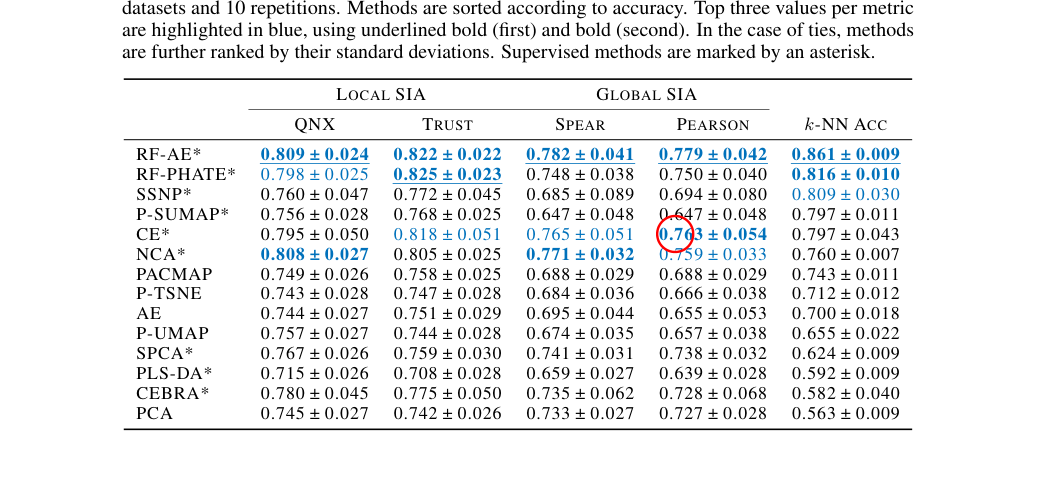 datasets and 10 repetitions. Methods are sorted according to accuracy. Top three values per metric
are highlighted in blue, using underlined bold (first) and bold (second). In the case of ties, methods
are further ranked by their standard deviations. Supervised methods are marked by an asterisk.
LOCAL SIA GLOBAL SIA
QNX TRUST SPEAR PEARSON k-NN ACC
RF-AE* 0.809 ± 0.024 0.822 ± 0.022 0.782 ± 0.041 0.779 ± 0.042 0.861 ± 0.009
RF-PHATE* 0.798 ± 0.025 0.825 ± 0.023 0.748 ± 0.038 0.750 ± 0.040 0.816 ± 0.010
SSNP* 0.760 ± 0.047 0.772 ± 0.045 0.685 ± 0.089 0.694 ± 0.080 0.809 ± 0.030
P-SUMAP* 0.756 ± 0.028 0.768 ± 0.025 0.647 ± 0.048 0.647 ± 0.048 0.797 ± 0.011
CE* 0.795 ± 0.050 0.818 ± 0.051 0.765 ± 0.051 0.763 ± 0.054 0.797 ± 0.043
NCA* 0.808 ± 0.027 0.805 ± 0.025 0.771 ± 0.032 0.759 ± 0.033 0.760 ± 0.007
PACMAP 0.749 ± 0.026 0.758 ± 0.025 0.688 ± 0.029 0.688 ± 0.029 0.743 ± 0.011
P-TSNE 0.743 ± 0.028 0.747 ± 0.028 0.684 ± 0.036 0.666 ± 0.038 0.712 ± 0.012
AE 0.744 ± 0.027 0.751 ± 0.029 0.695 ± 0.044 0.655 ± 0.053 0.700 ± 0.018
P-UMAP 0.757 ± 0.027 0.744 ± 0.028 0.674 ± 0.035 0.657 ± 0.038 0.655 ± 0.022
SPCA* 0.767 ± 0.026 0.759 ± 0.030 0.741 ± 0.031 0.738 ± 0.032 0.624 ± 0.009
PLS-DA* 0.715 ± 0.026 0.708 ± 0.028 0.659 ± 0.027 0.639 ± 0.028 0.592 ± 0.009
CEBRA* 0.780 ± 0.045 0.775 ± 0.050 0.735 ± 0.062 0.728 ± 0.068 0.582 ± 0.040
PCA 0.745 ± 0.027 0.742 ± 0.026 0.733 ± 0.027 0.727 ± 0.028 0.563 ± 0.009